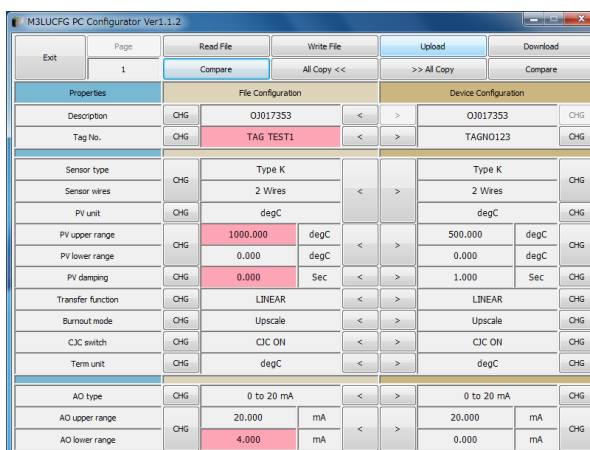 M3LUCFG PC Configurator Ver1.1.2
Exit Page Read File Write File Upload Download
1 Compare All Copy << >> All Copy Compare
Properties File Configuration Device Configuration
Description CHG OJ017353 < > OJ017353 CHG
Tag No. CHG TAG TEST1 < > TAGNO123 CHG
Sensor type CHG Type K < > Type K CHG
Sensor wires 2 Wires 2 Wires
PV unit CHG degC degC CHG
PV upper range CHG 1000.000 degC < > 500.000 degC CHG
PV lower range 0.000 degC 0.000 degC
PV damping CHG 0.000 Sec < > 1.000 Sec CHG
Transfer function CHG LINEAR < > LINEAR CHG
Burnout mode CHG Upscale < > Upscale CHG
CJC switch CHG CJC ON < > CJC ON CHG
Term unit CHG degC < > degC CHG
AO type CHG 0 to 20 mA < > 0 to 20 mA CHG
AO upper range CHG 20.000 mA < > 20.000 mA CHG
AO lower range 4.000 mA 0.000 mA